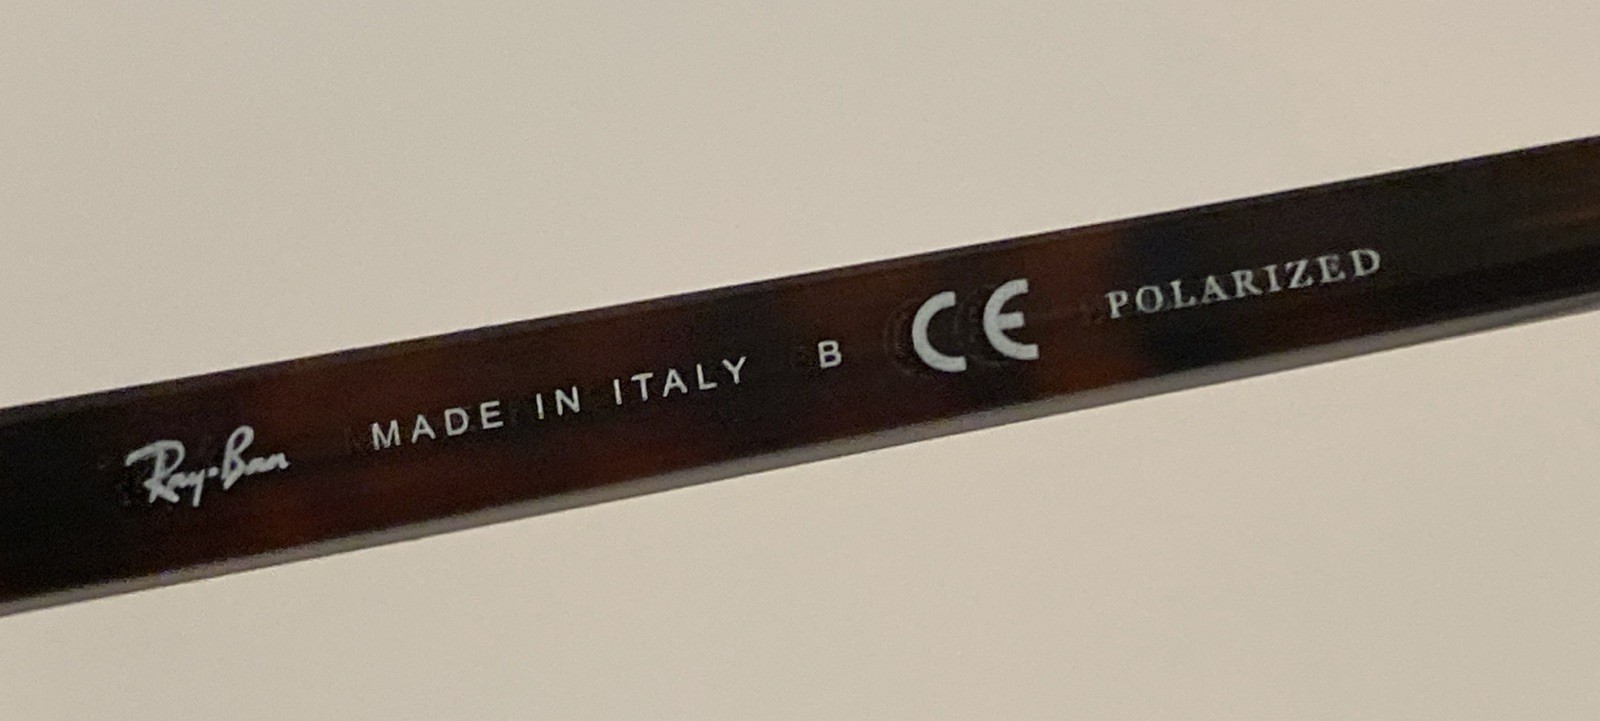 Ray-Ban MADE IN ITALY B CE POLARIZED